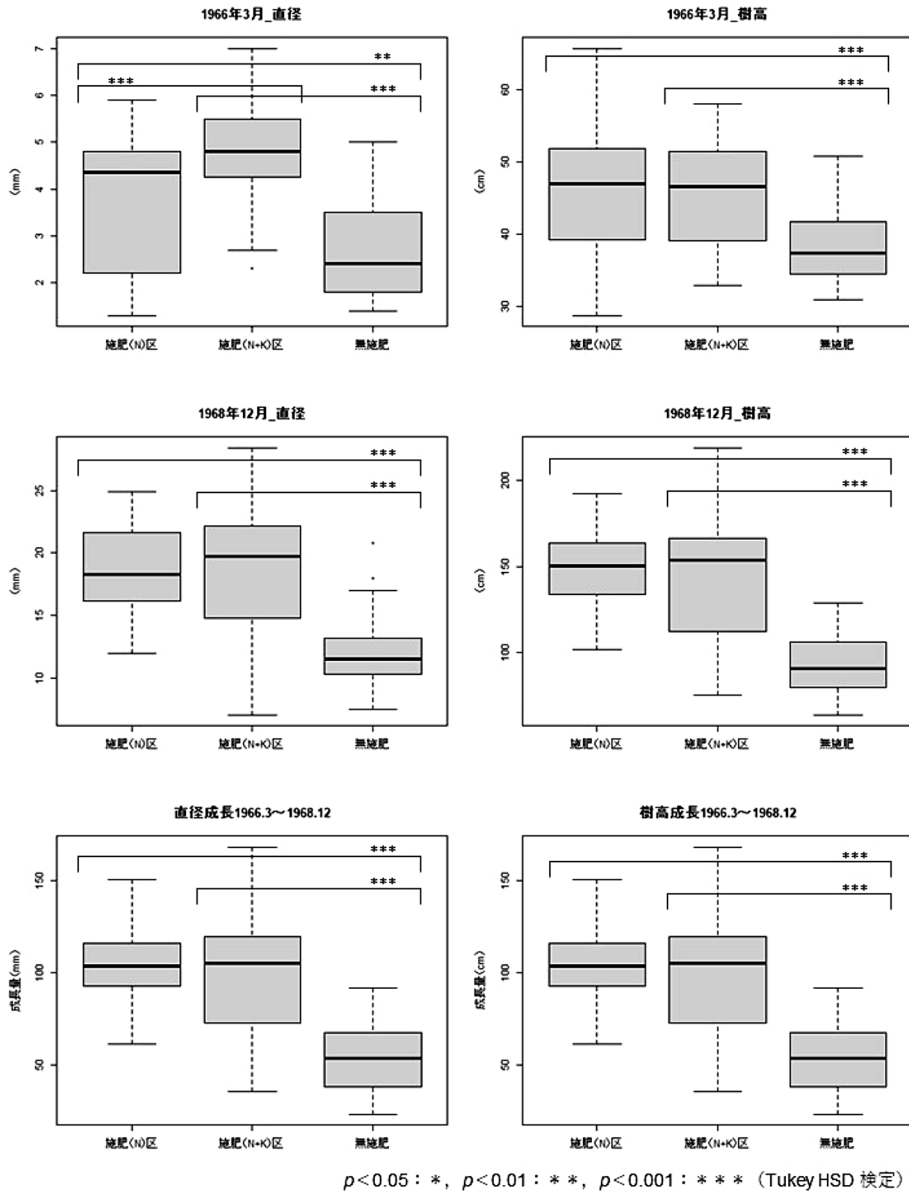 1966年3月_直径
(mm)
7
6
5
4
3
2
**
***
***
施肥(N)区 施肥(N+K)区 無施肥
1966年3月_樹高
(cm)
60
50
40
30
***
***
施肥(N)区 施肥(N+K)区 無施肥
1968年12月_直径
(mm)
25
20
15
10
***
***
施肥(N)区 施肥(N+K)区 無施肥
1968年12月_樹高
(cm)
200
150
100
***
***
施肥(N)区 施肥(N+K)区 無施肥
直径成長1966.3～1968.12
成長量(mm)
150
100
50
***
***
施肥(N)区 施肥(N+K)区 無施肥
樹高成長1966.3～1968.12
成長量(cm)
150
100
50
***
***
施肥(N)区 施肥(N+K)区 無施肥
p＜0.05：＊，p＜0.01：＊＊，p＜0.001：＊＊＊（Tukey HSD 検定）